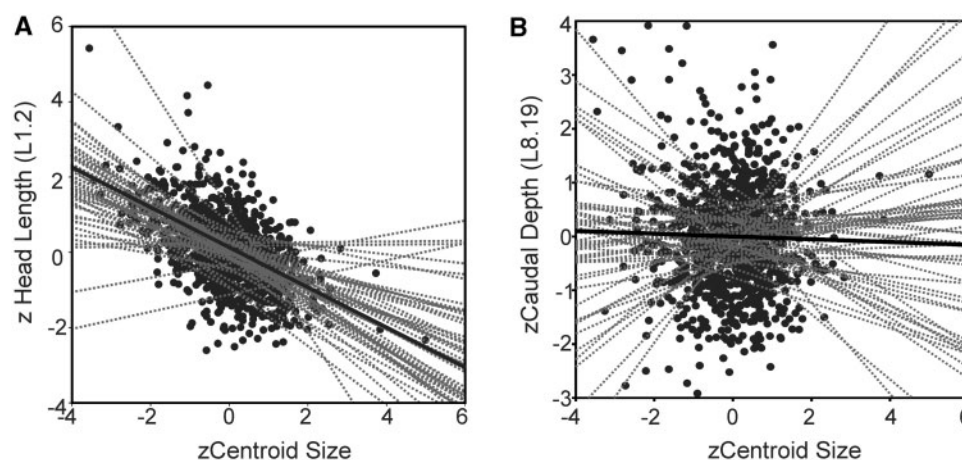 A
6
4
2
0
-2
-4
z Head Length (L1.2)
-4 -2 0 2 4 6
zCentroid Size
B
4
3
2
1
0
-1
-2
-3
zCaudal Depth (L8.19)
-4 -2 0 2 4 6
zCentroid Size